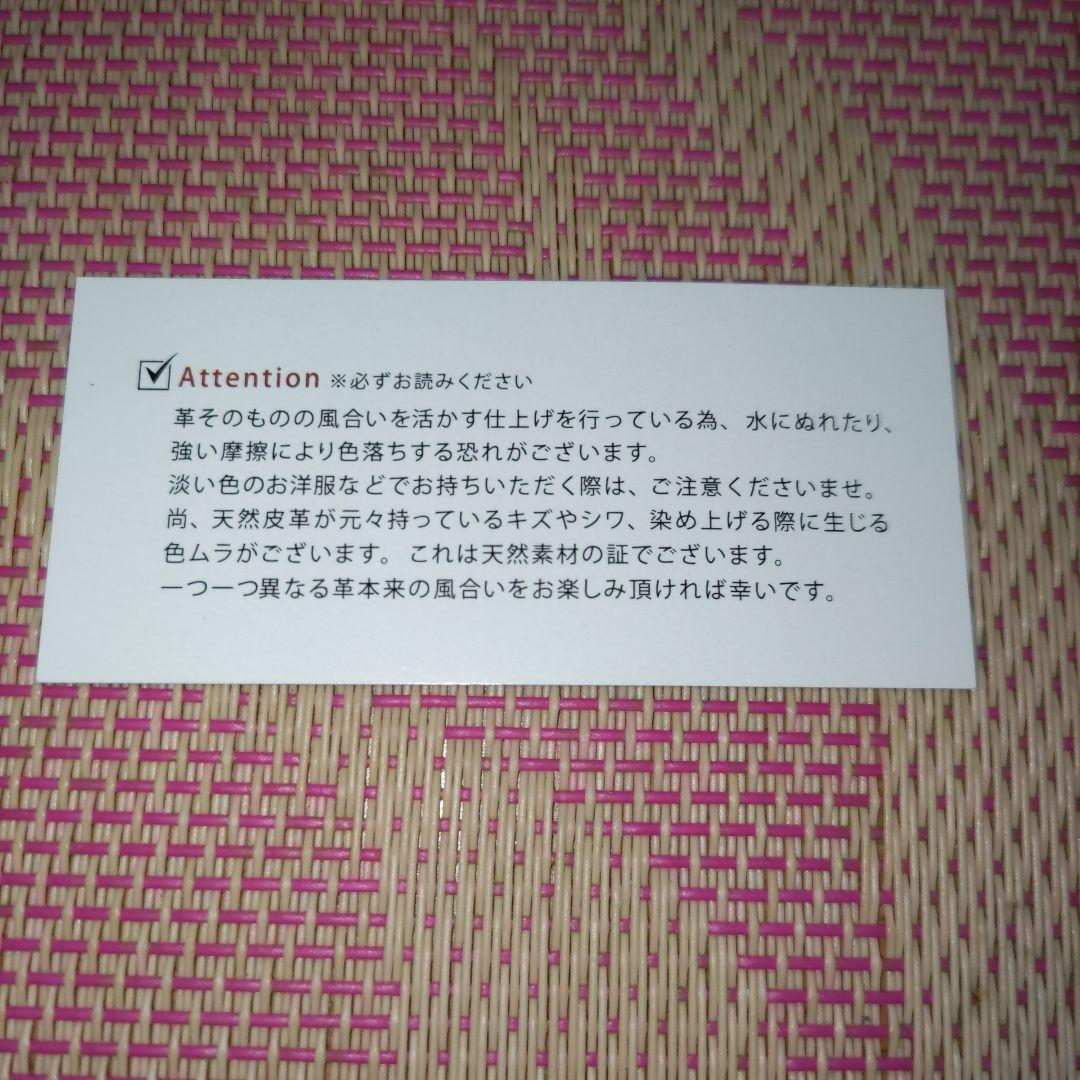 Attention ※必ずお読みください
革そのものの風合いを活かす仕上げを行っている為、水にぬれたり、
強い摩擦により色落ちする恐れがございます。
淡い色のお洋服などでお持ちいただく際は、ご注意くださいませ。
尚、天然皮革が元々持っているキズやシワ、染め上げる際に生じる
色ムラがございます。これは天然素材の証でございます。
一つ一つ異なる革本来の風合いをお楽しみ頂ければ幸いです。